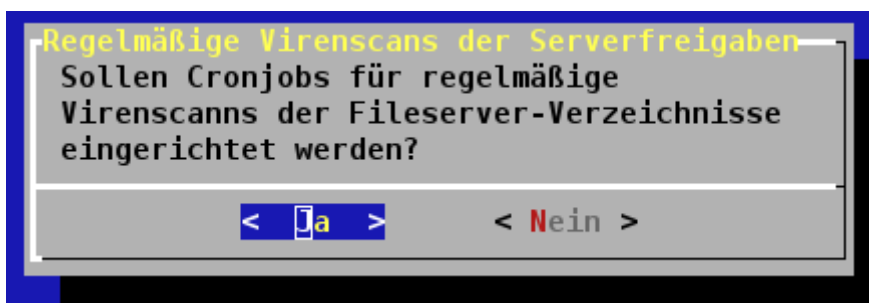 Regelmäßige Virenscans der Serverfreigaben
Sollen Cronjobs für regelmäßige
Virenscanns der Fileserver-Verzeichnisse
eingerichtet werden?
< Ja > < Nein >